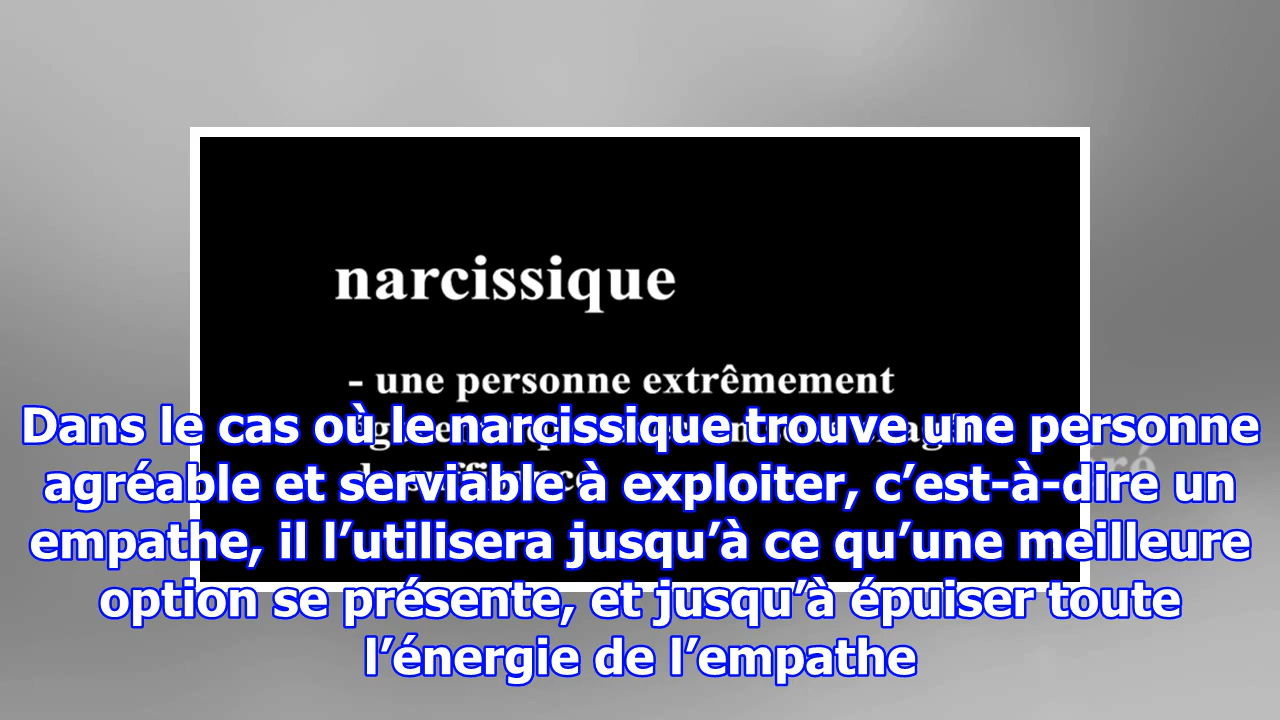 narcissique
- une personne extrêmement
Dans le cas où le narcissique trouve une personne
agréable et serviable à exploiter, c’est-à-dire un
empathe, il l’utilisera jusqu’à ce qu’une meilleure
option se présente, et jusqu’à épuiser toute
l’énergie de l’empathe